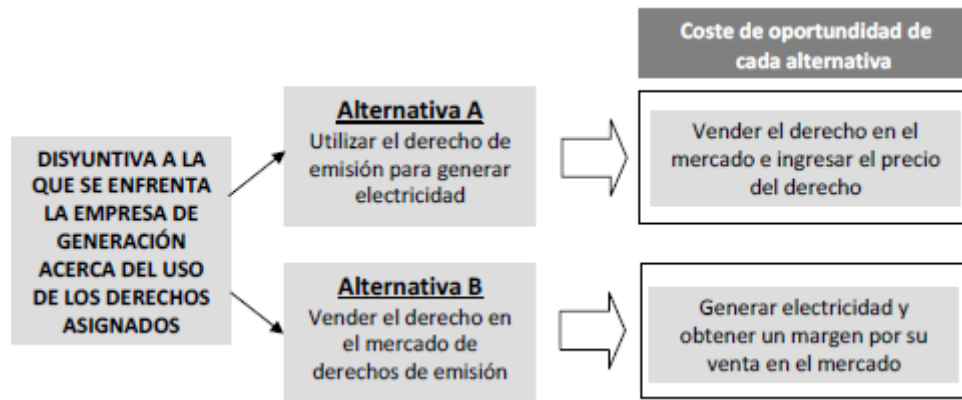 DISYUNTIVA A LA
QUE SE ENFRENTA
LA EMPRESA DE
GENERACIÓN
ACERCA DEL USO
DE LOS DERECHOS
ASIGNADOS
Alternativa A
Utilizar el derecho de
emisión para generar
electricidad
Alternativa B
Vender el derecho en
el mercado de
derechos de emisión
Coste de oportundidad de
cada alternativa
Vender el derecho en el
mercado e ingresar el precio
del derecho
Generar electricidad y
obtener un margen por su
venta en el mercado